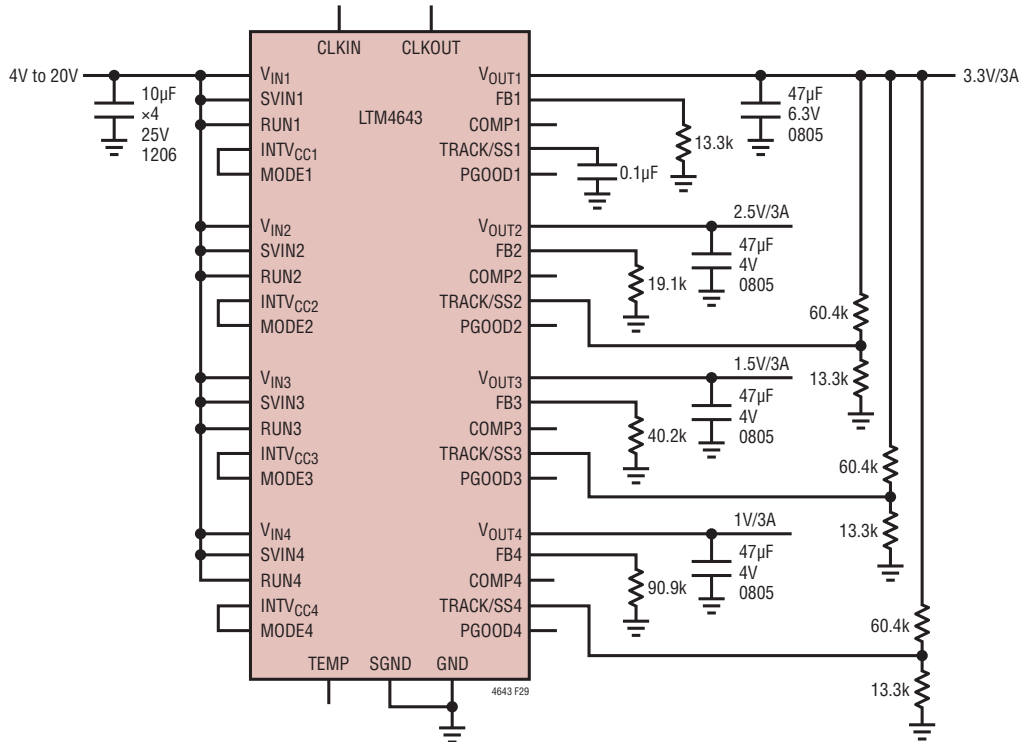 CLKIN CLKOUT
LTM4643
4V to 20V
10µF
×4
25V
1206
VIN1
SVIN1
RUN1
INTVCC1
MODE1
VOUT1
FB1
COMP1
TRACK/SS1
PGOOD1
3.3V/3A
47µF
6.3V
0805
13.3k
0.1µF
VIN2
SVIN2
RUN2
INTVCC2
MODE2
VOUT2
FB2
COMP2
TRACK/SS2
PGOOD2
2.5V/3A
47µF
4V
0805
19.1k
60.4k
13.3k
VIN3
SVIN3
RUN3
INTVCC3
MODE3
VOUT3
FB3
COMP3
TRACK/SS3
PGOOD3
1.5V/3A
47µF
4V
0805
40.2k
60.4k
13.3k
VIN4
SVIN4
RUN4
INTVCC4
MODE4
VOUT4
FB4
COMP4
TRACK/SS4
PGOOD4
1V/3A
47µF
4V
0805
90.9k
60.4k
13.3k
TEMP SGND GND
4643 F29